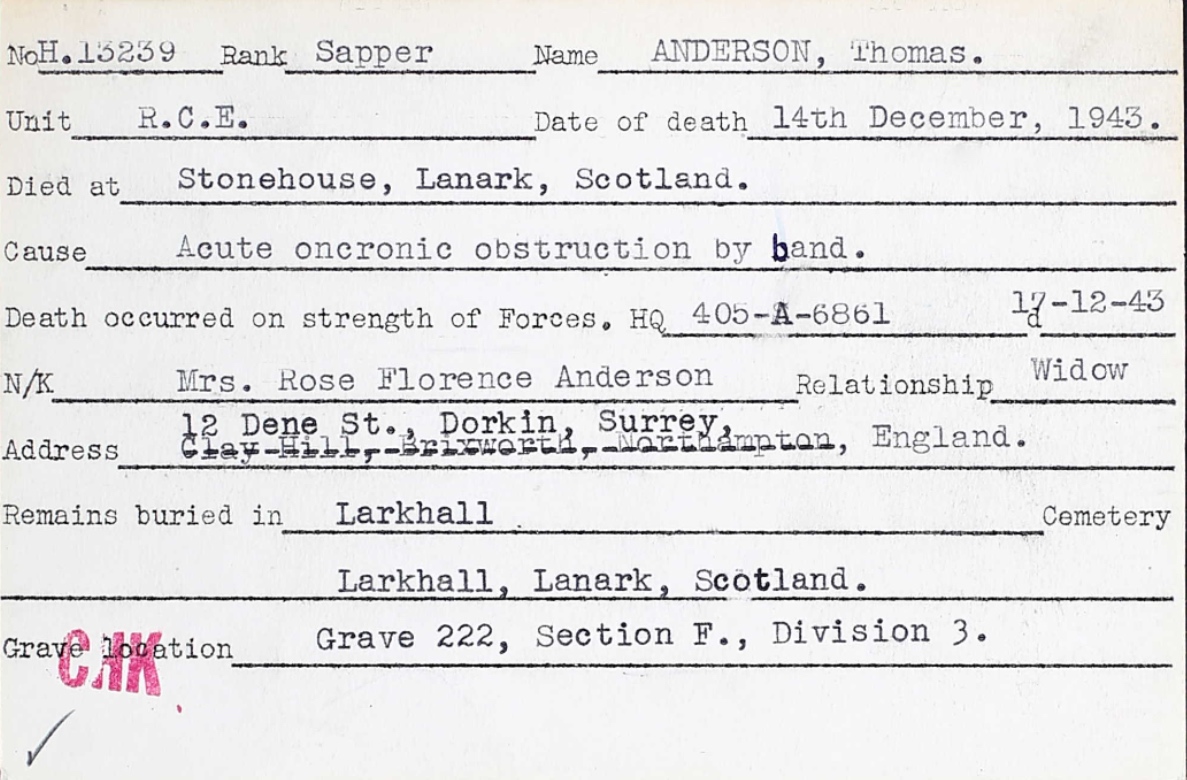 No H.13239 Rank Sapper Name ANDERSON, Thomas.
Unit R.C.E. Date of death 14th December, 1943.
Died at Stonehouse, Lanark, Scotland.
Cause Acute oncronic obstruction by band.
Death occurred on strength of Forces. HQ 405-A-6861 d 17-12-43
N/K Mrs. Rose Florence Anderson Relationship Widow
12 Dene St., Dorkin, Surrey,
Address Clay Hill, Brixworth, Northampton, England.
Remains buried in Larkhall Cemetery
Larkhall, Lanark, Scotland.
Grave location Grave 222, Section F., Division 3.